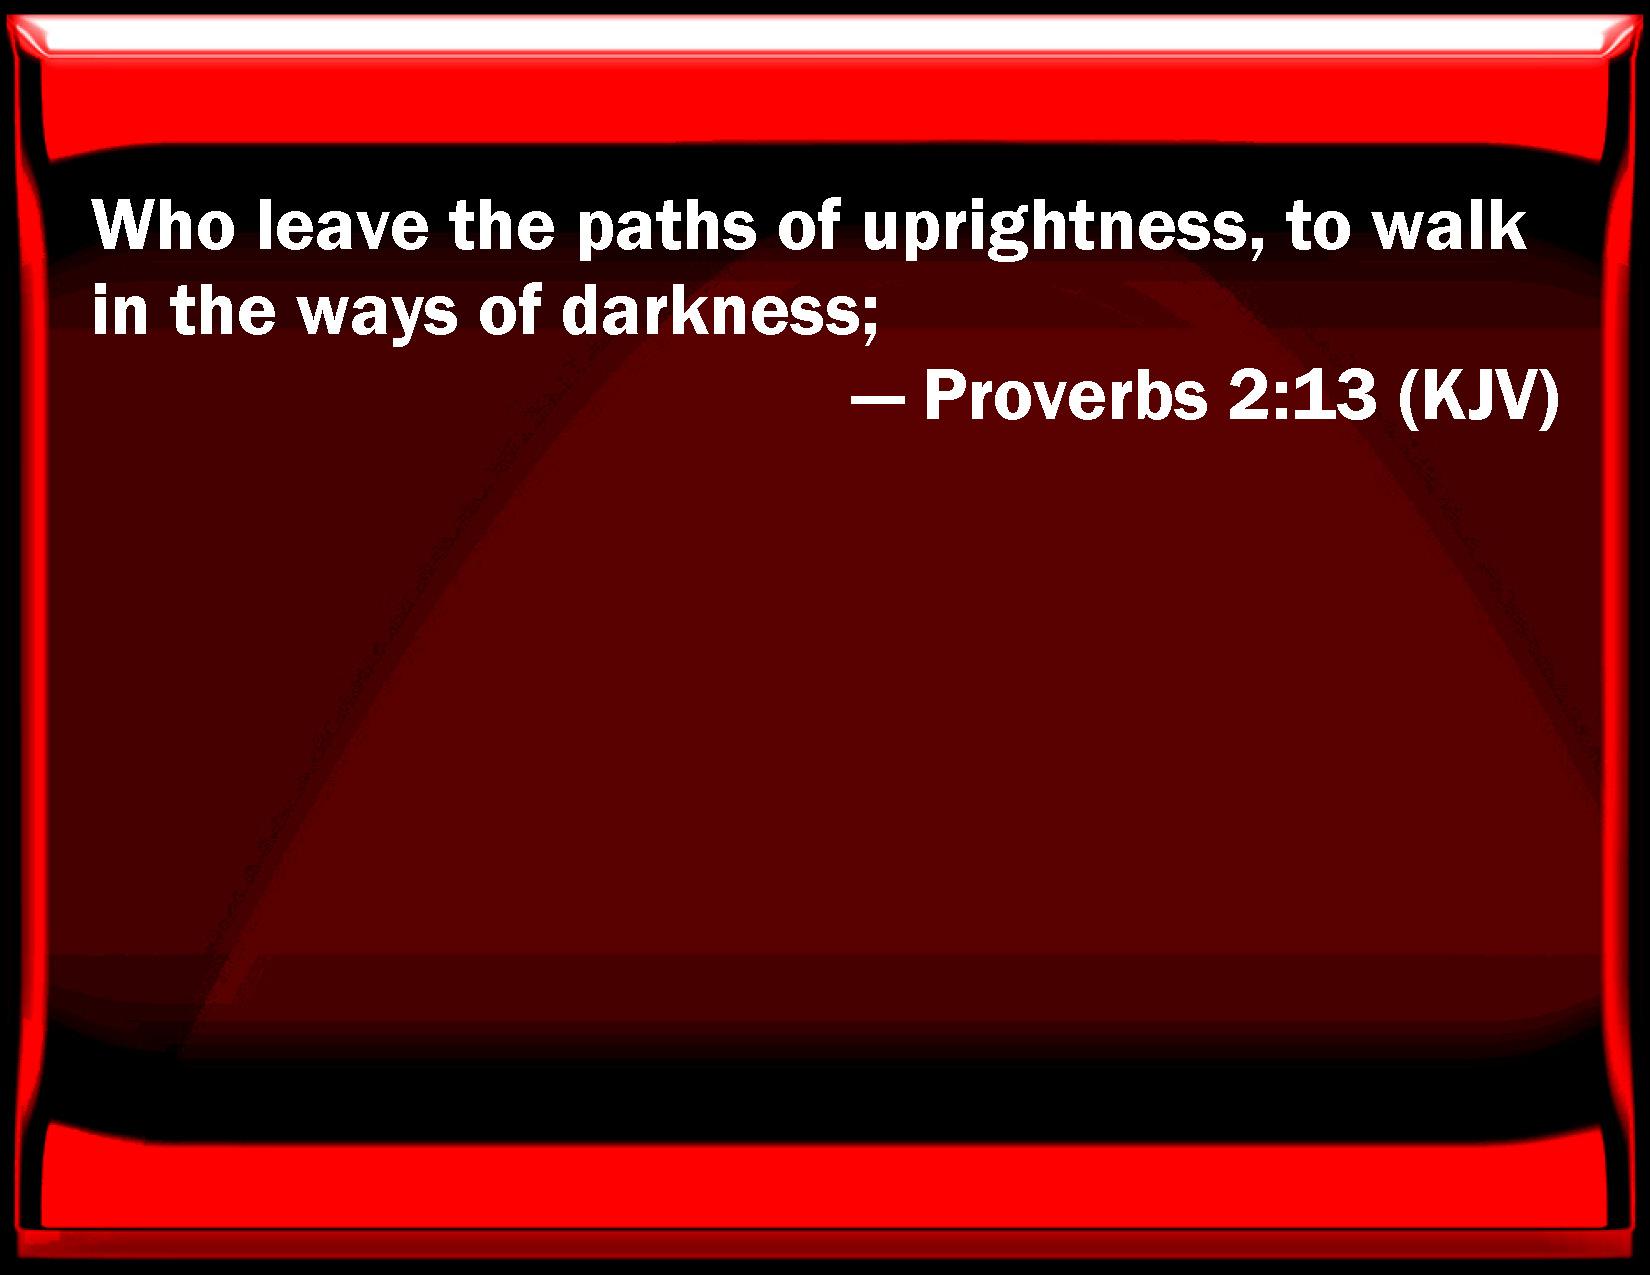 Who leave the paths of uprightness, to walk
in the ways of darkness;
— Proverbs 2:13 (KJV)